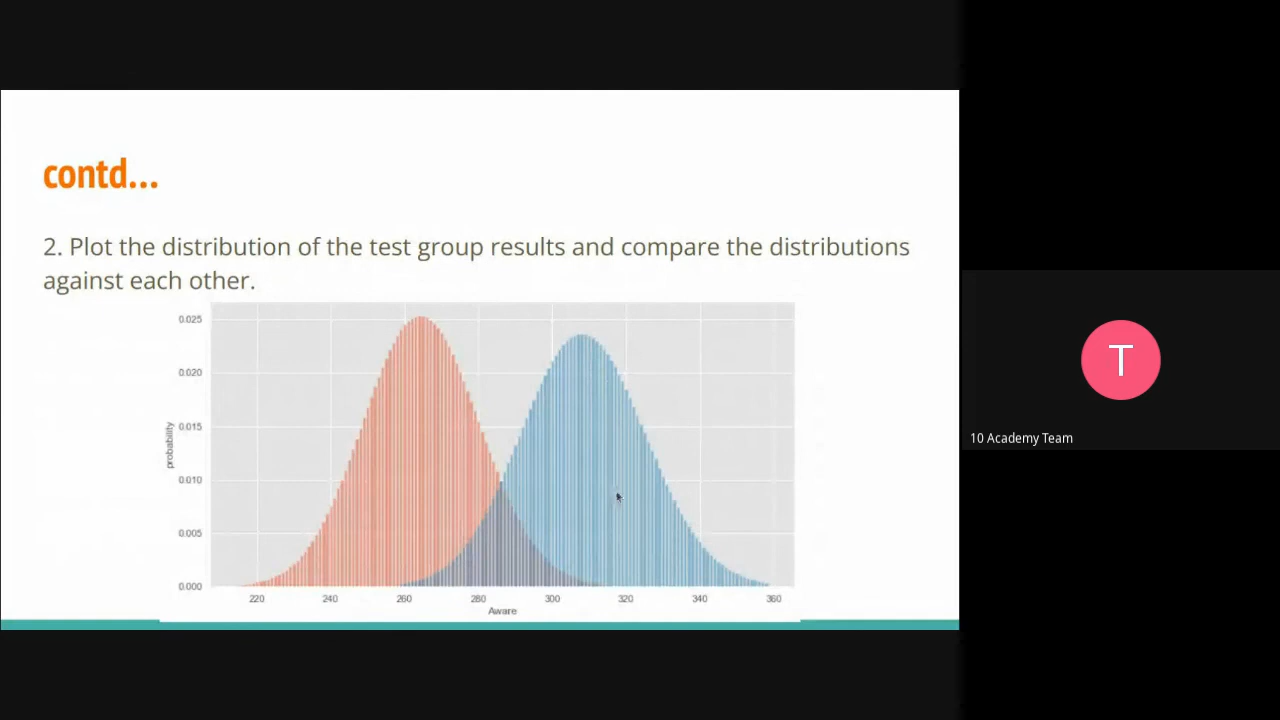 contd...
2. Plot the distribution of the test group results and compare the distributions
against each other.
0.025
0.020
0.015
0.010
0.005
0.000
probability
220 240 260 280 300 320 340 360
Aware
T
10 Academy Team